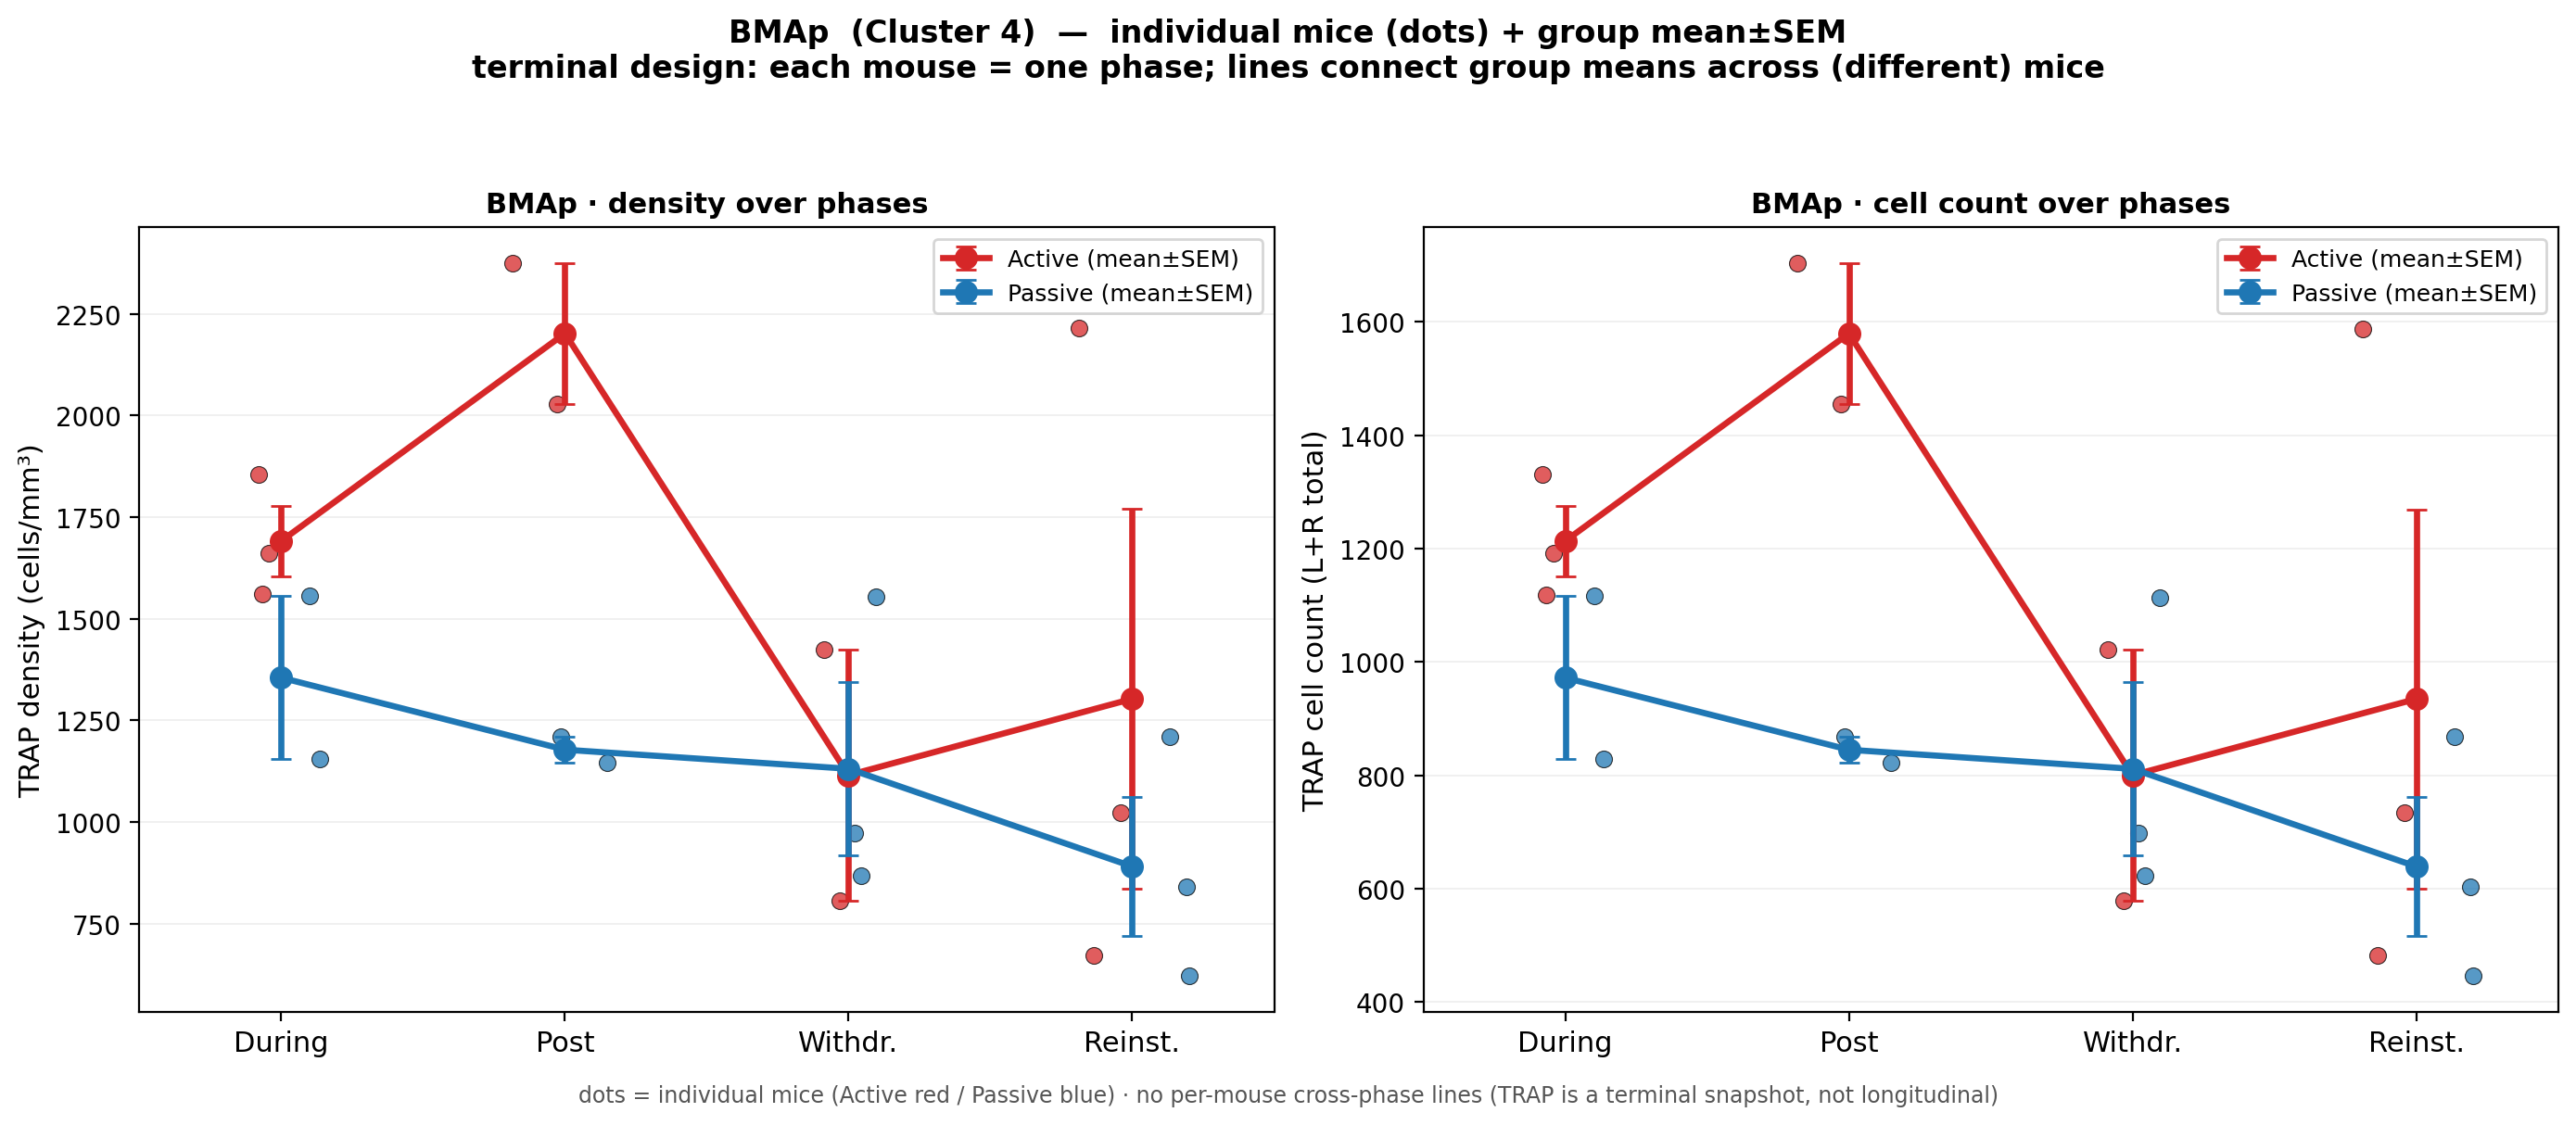 BMAp (Cluster 4) — individual mice (dots) + group mean±SEM
terminal design: each mouse = one phase; lines connect group means across (different) mice
BMAp · density over phases
TRAP density (cells/mm³)
2250
2000
1750
1500
1250
1000
750
Active (mean±SEM)
Passive (mean±SEM)
During
Post
Withdr.
Reinst.
BMAp · cell count over phases
TRAP cell count (L+R total)
1600
1400
1200
1000
800
600
400
Active (mean±SEM)
Passive (mean±SEM)
During
Post
Withdr.
Reinst.
dots = individual mice (Active red / Passive blue) · no per-mouse cross-phase lines (TRAP is a terminal snapshot, not longitudinal)